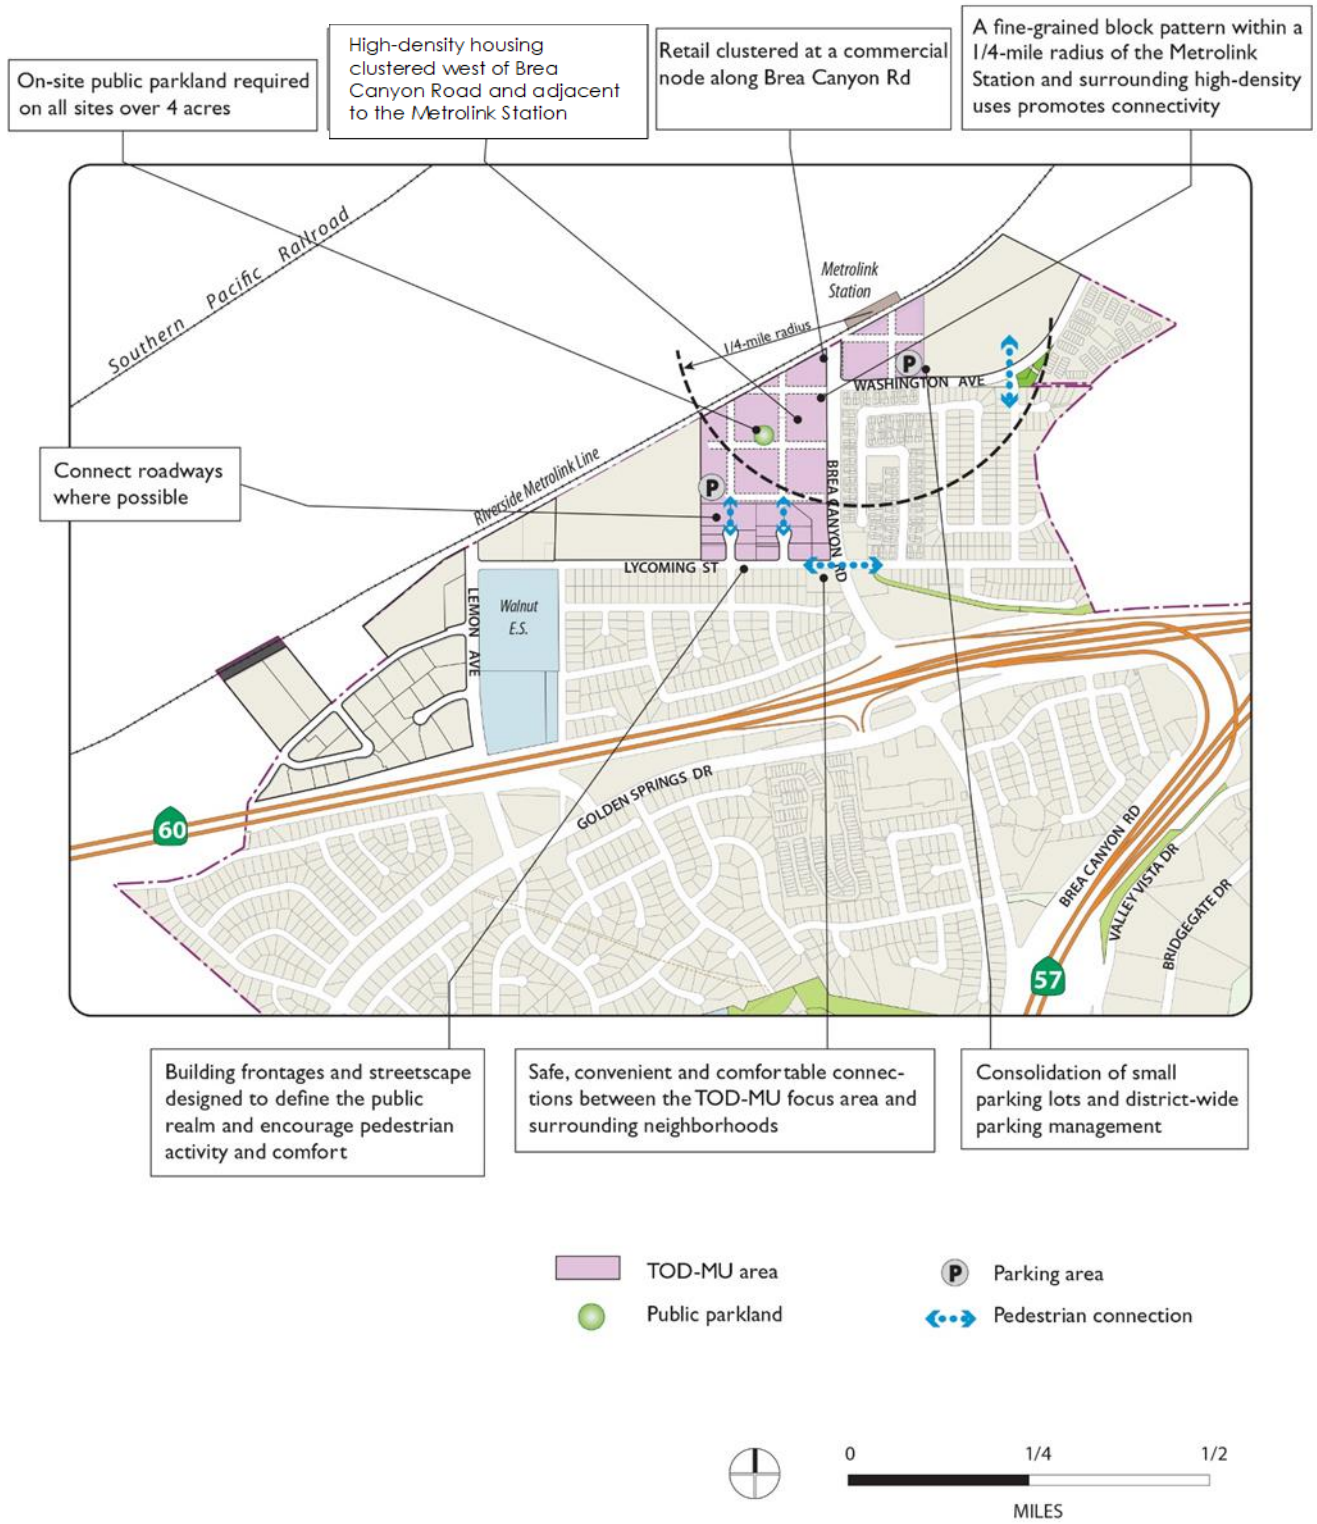 On-site public parkland required
on all sites over 4 acres
High-density housing
clustered west of Brea
Canyon Road and adjacent
to the Metrolink Station
Retail clustered at a commercial
node along Brea Canyon Rd
A fine-grained block pattern within a
1/4-mile radius of the Metrolink
Station and surrounding high-density
uses promotes connectivity
Southern Pacific Railroad
Metrolink
Station
1/4-mile radius
P
WASHINGTON AVE
Connect roadways
where possible
Riverside Metrolink Line
P
BREA CANYON RD
LYCOMING ST
LEMON AVE
Walnut
E.S.
GOLDEN SPRINGS DR
60
BREA CANYON RD
VALLEY VISTA DR
BRIDGEGATE DR
57
Building frontages and streetscape
designed to define the public
realm and encourage pedestrian
activity and comfort
Safe, convenient and comfortable connec-
tions between the TOD-MU focus area and
surrounding neighborhoods
Consolidation of small
parking lots and district-wide
parking management
TOD-MU area
P Parking area
Public parkland
Pedestrian connection
0 1/4 1/2
MILES